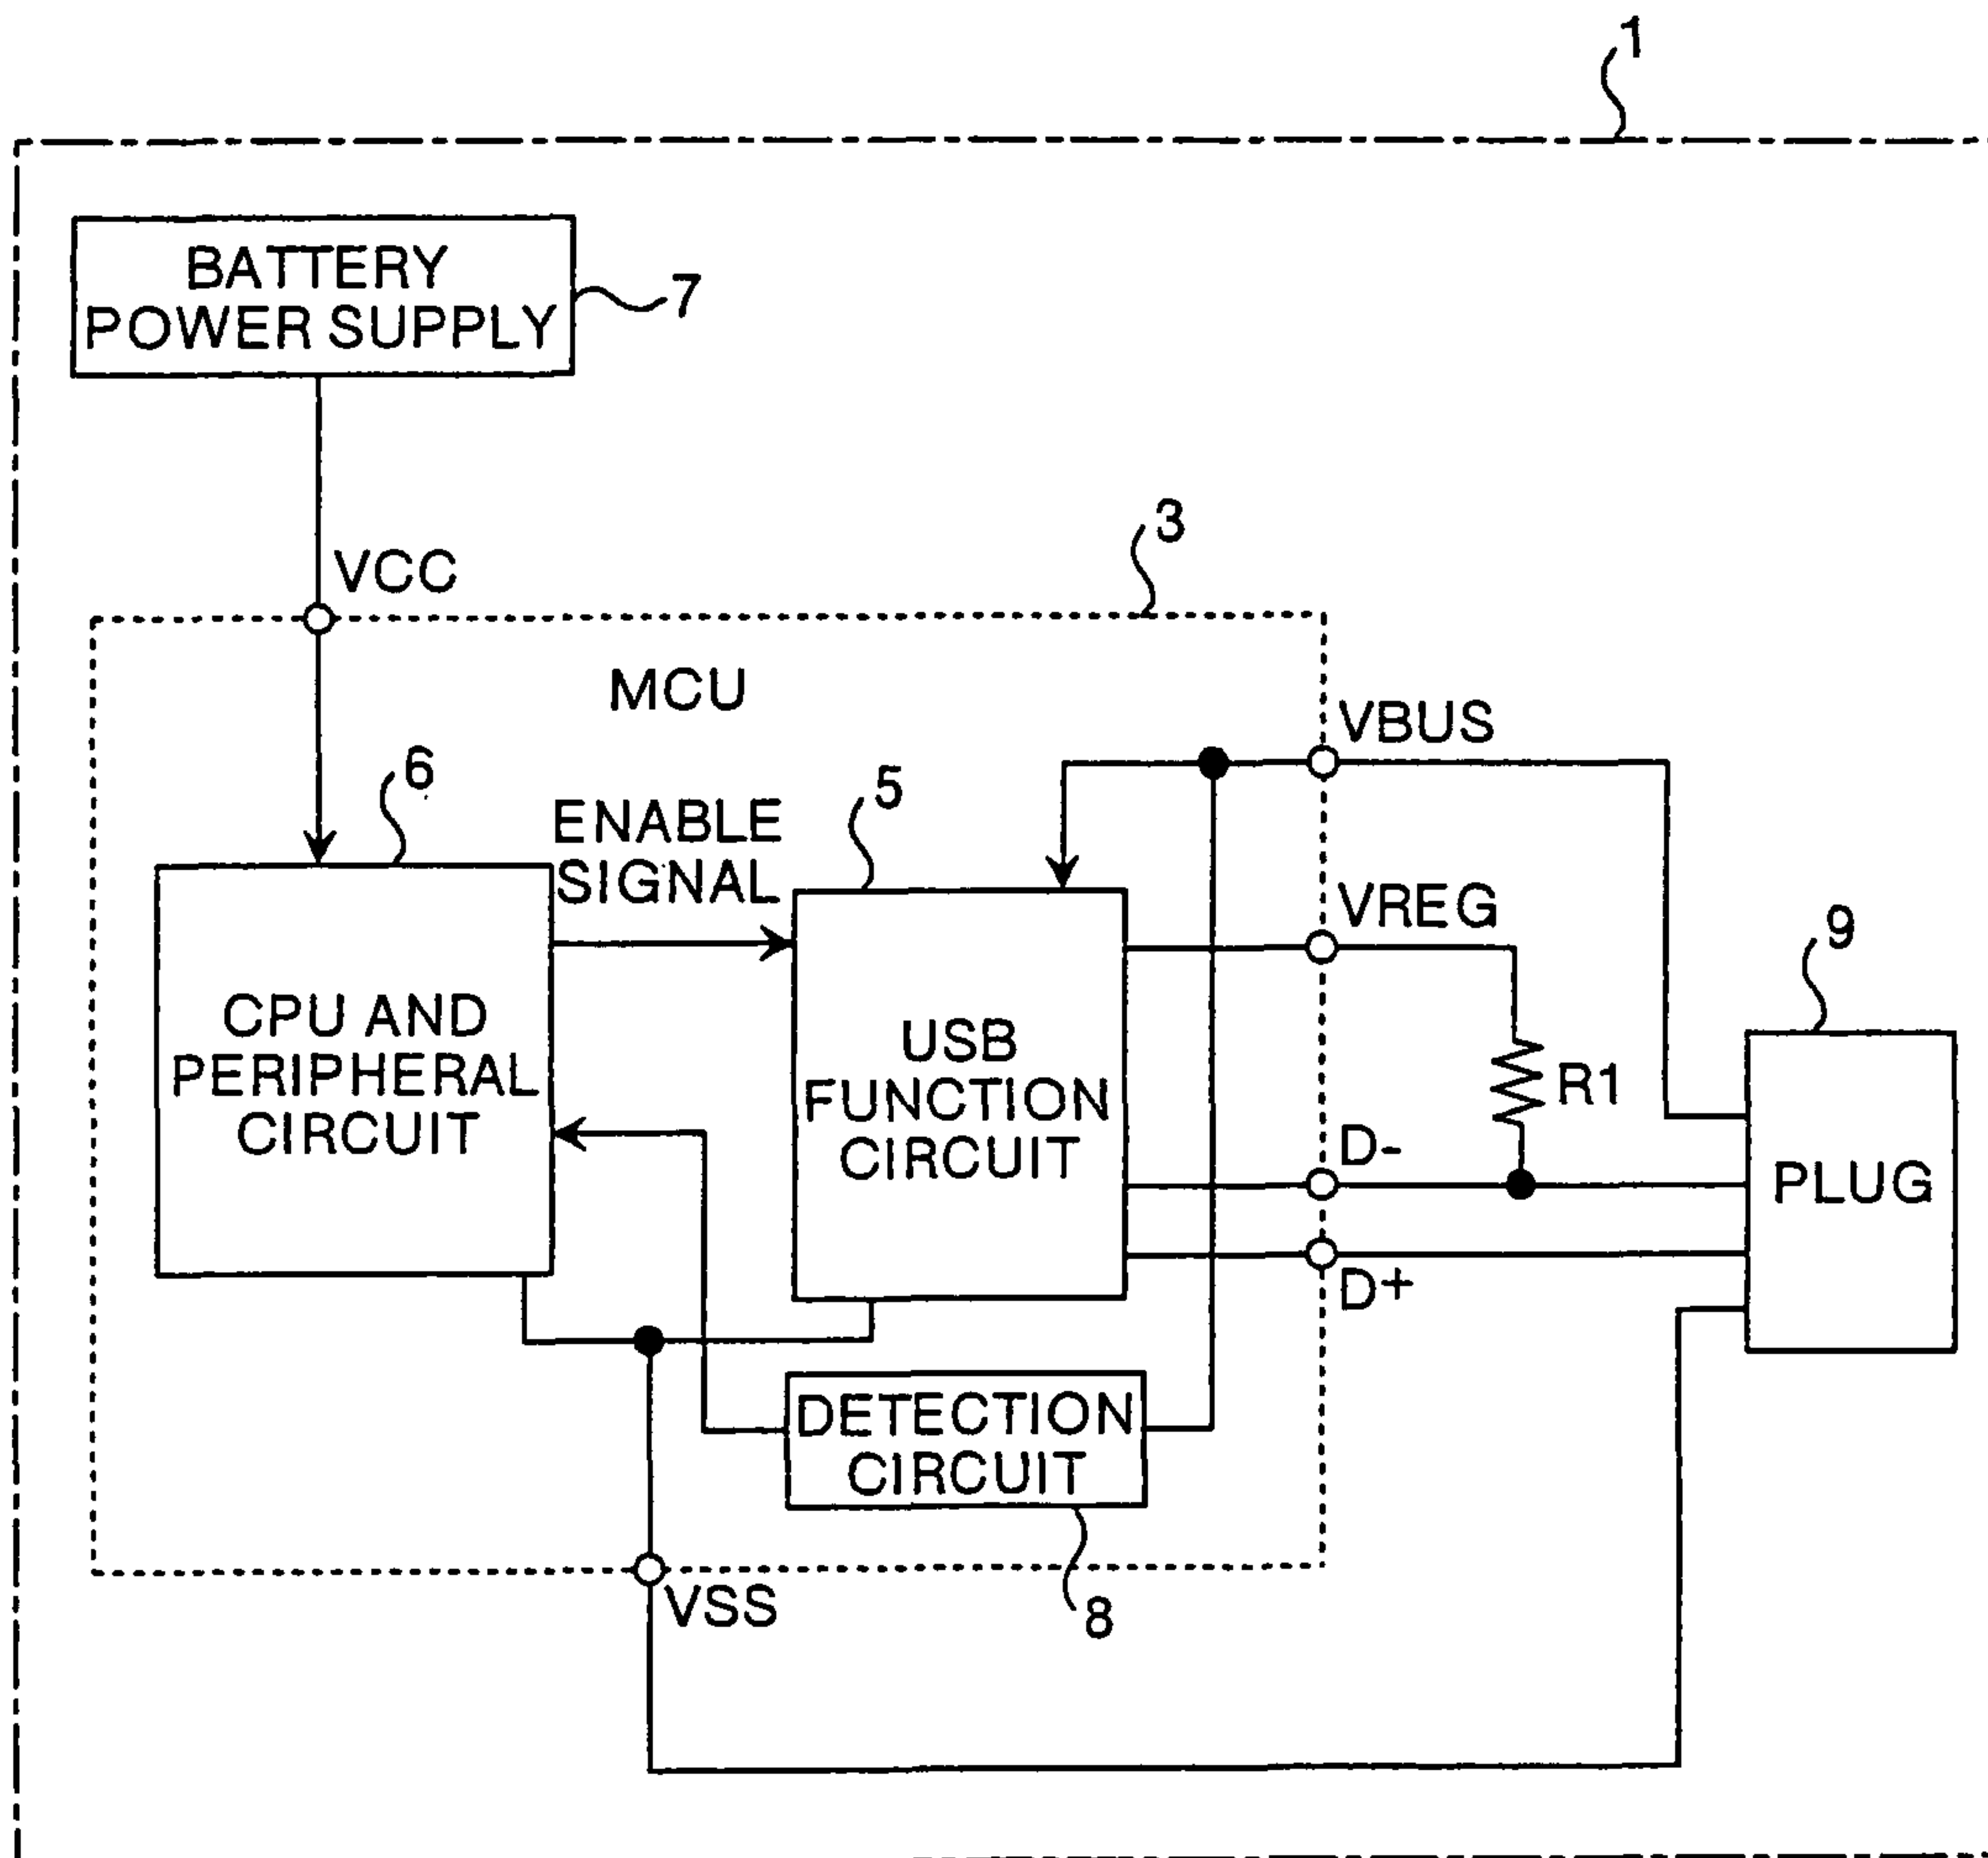 1
BATTERY
POWER SUPPLY
7
3
VCC
MCU
VBUS
6
5
ENABLE
SIGNAL
VREG
9
CPU AND
PERIPHERAL
CIRCUIT
USB
FUNCTION
CIRCUIT
R1
D-
PLUG
D+
DETECTION
CIRCUIT
VSS
8